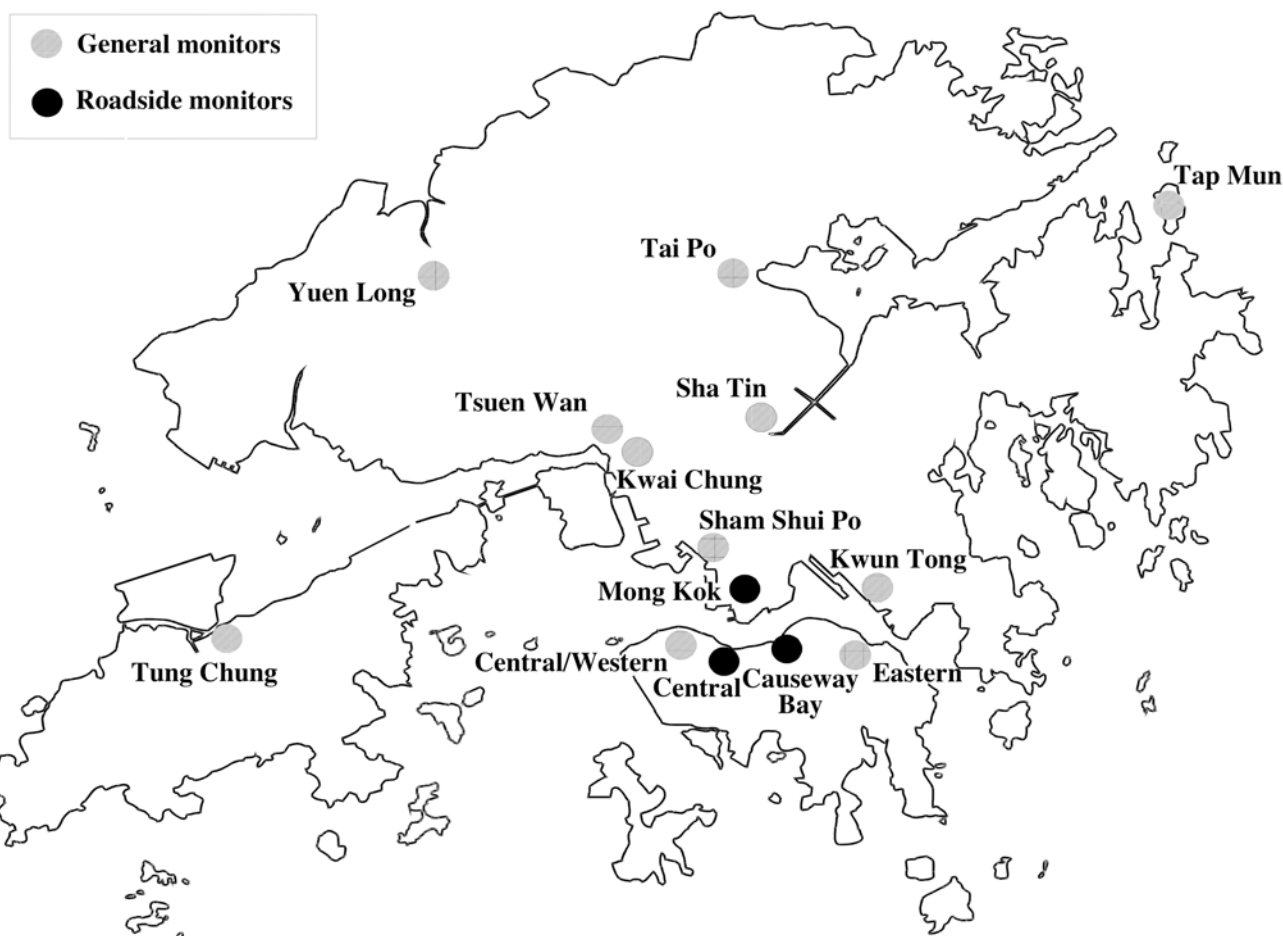 General monitors
Roadside monitors
Tap Mun
Tai Po
Yuen Long
Sha Tin
Tsuen Wan
Kwai Chung
Sham Shui Po
Kwun Tong
Mong Kok
Central/Western
Tung Chung
Central
Causeway
Bay
Eastern